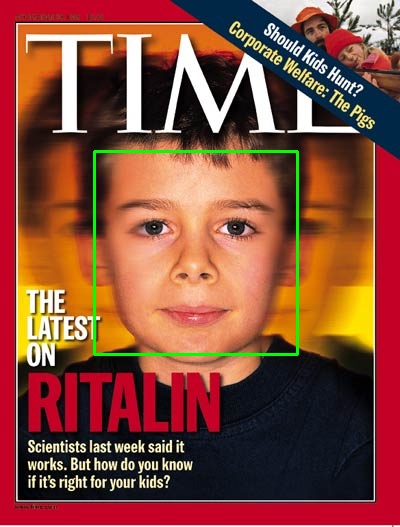 TIME
Should Kids Hunt?
Corporate Welfare: The Pigs
THE
LATEST
ON
RITALIN
Scientists last week said it
works. But how do you know
if it's right for your kids?